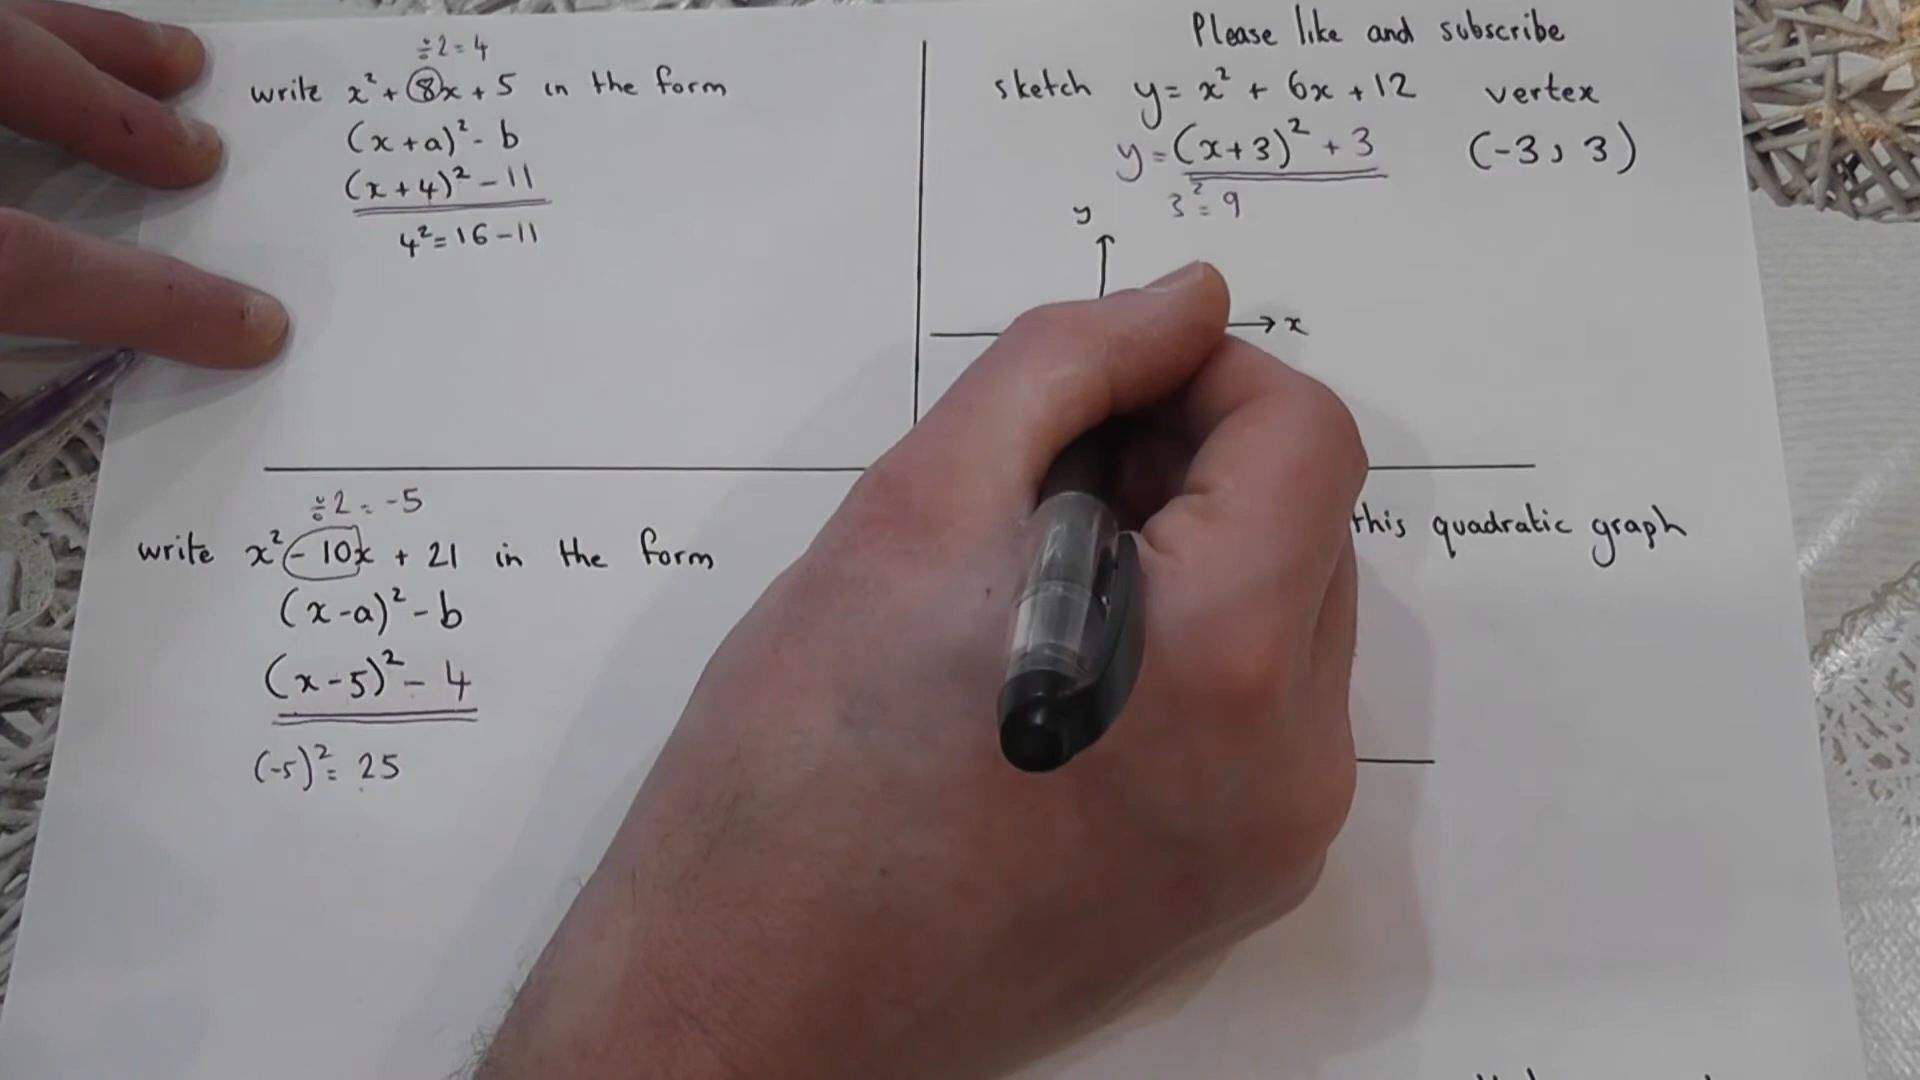 ÷2=4
write x² + 8x + 5 in the form
(x+a)² - b
(x+4)² - 11
4² = 16 - 11
Please like and subscribe
sketch y = x² + 6x + 12 vertex
y = (x+3)² + 3 (-3, 3)
3² = 9
y
x
÷2 = -5
write x² - 10x + 21 in the form
(x-a)² - b
(x-5)² - 4
(-5)² = 25
this quadratic graph